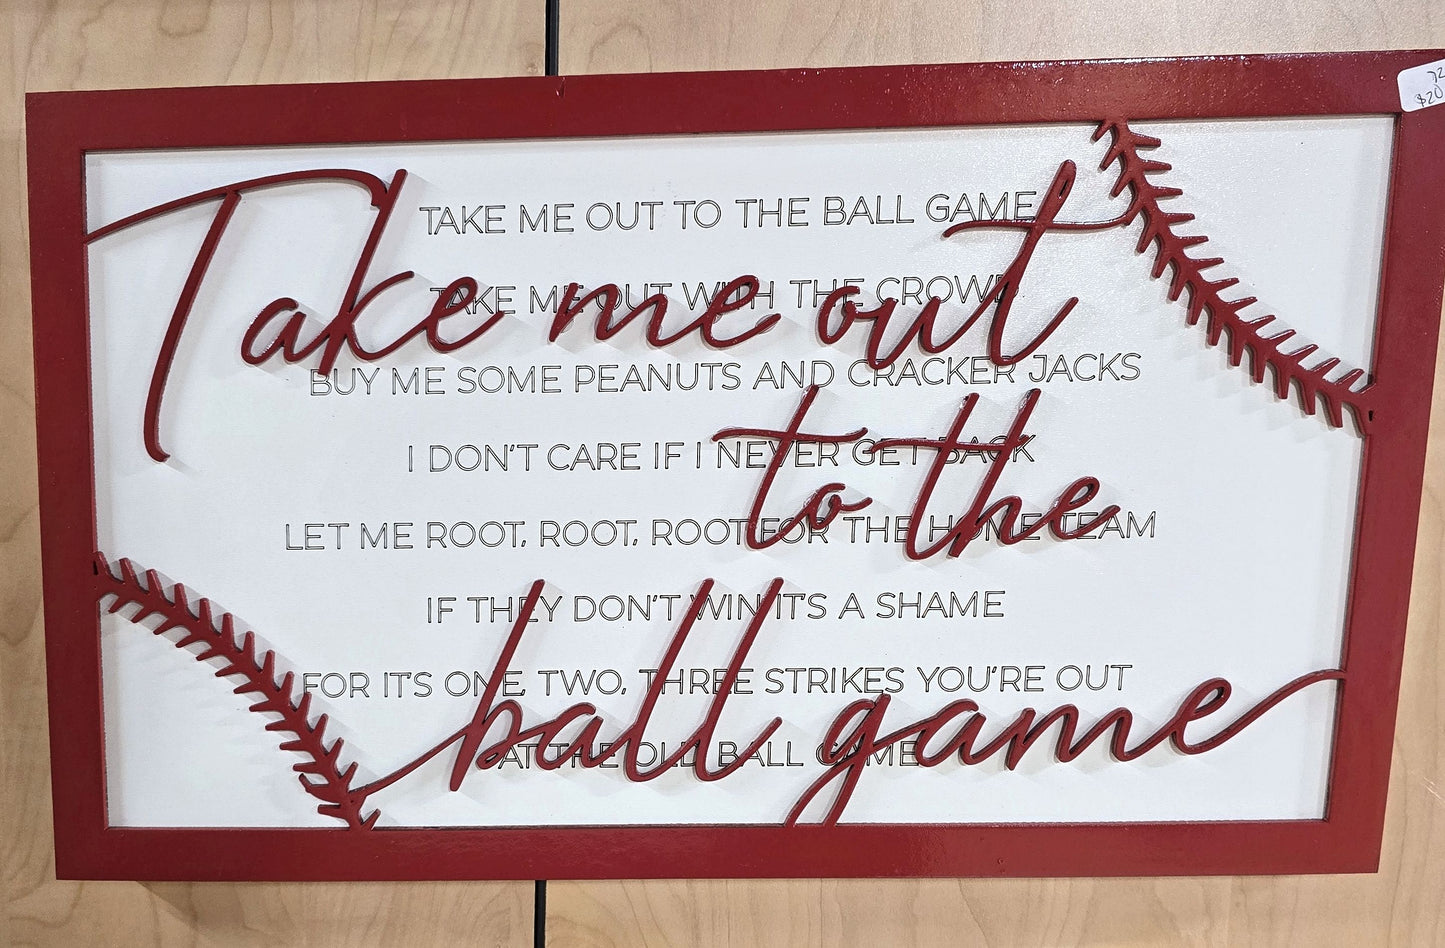 Take me out
to the
ball game
TAKE ME OUT TO THE BALL GAME
TAKE ME OUT WITH THE CROWD
BUY ME SOME PEANUTS AND CRACKER JACKS
I DON'T CARE IF I NEVER GET BACK
LET ME ROOT, ROOT, ROOT FOR THE HOME TEAM
IF THEY DON'T WIN IT'S A SHAME
FOR IT'S ONE, TWO, THREE STRIKES YOU'RE OUT
AT THE OLD BALL GAME
72
$20